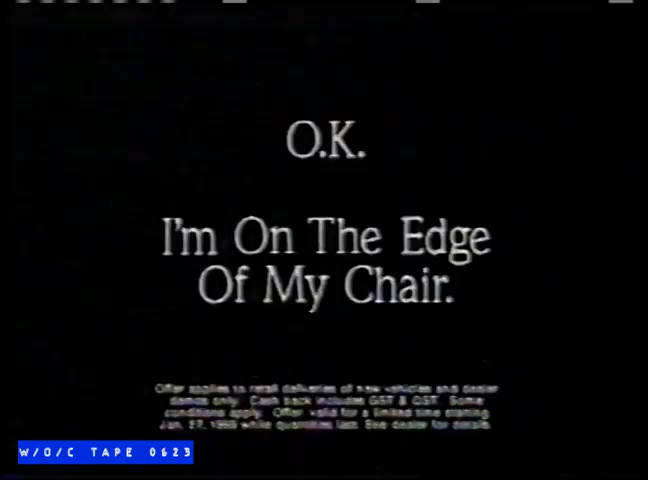 O.K.
I'm On The Edge
Of My Chair.
Offer applies to retail deliveries of new vehicles and dealer
demos only. Cash back includes GST & QST. Some
conditions apply. Offer valid for a limited time starting
Jan. 27, while quantities last. See dealer for details.
W/O/C TAPE 0623